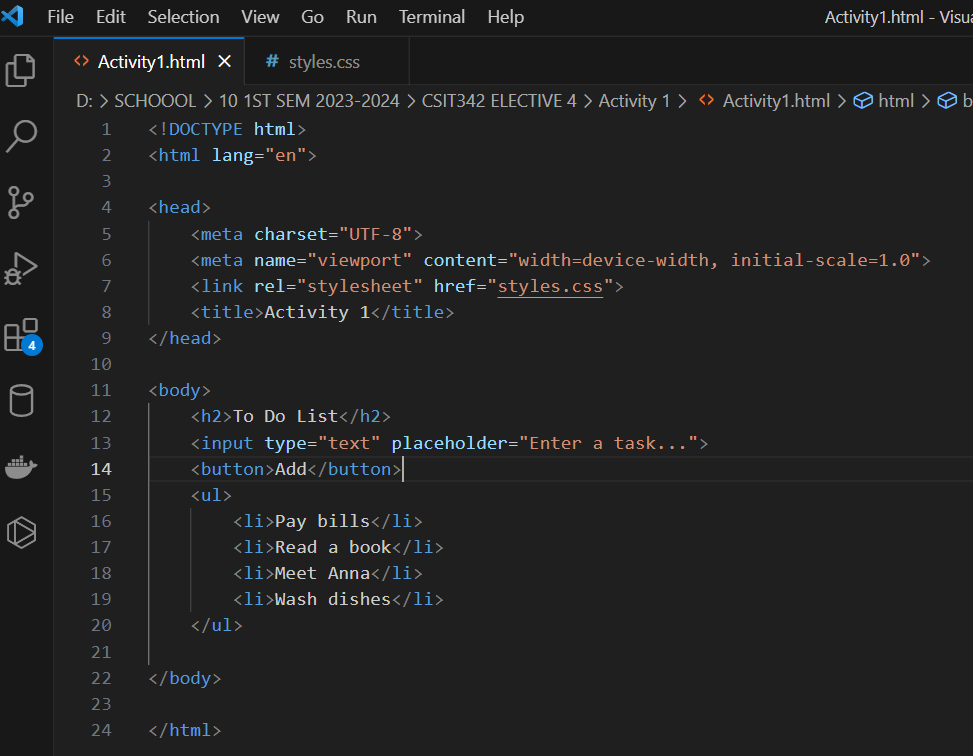 File Edit Selection View Go Run Terminal Help Activity1.html - Visua
<> Activity1.html × # styles.css
D: > SCHOOOL > 10 1ST SEM 2023-2024 > CSIT342 ELECTIVE 4 > Activity 1 > <> Activity1.html > html > b
1 <!DOCTYPE html>
2 <html lang="en">
3
4 <head>
5     <meta charset="UTF-8">
6     <meta name="viewport" content="width=device-width, initial-scale=1.0">
7     <link rel="stylesheet" href="styles.css">
8     <title>Activity 1</title>
9 </head>
10
11 <body>
12     <h2>To Do List</h2>
13     <input type="text" placeholder="Enter a task...">
14     <button>Add</button>
15     <ul>
16         <li>Pay bills</li>
17         <li>Read a book</li>
18         <li>Meet Anna</li>
19         <li>Wash dishes</li>
20     </ul>
21
22 </body>
23
24 </html>
4